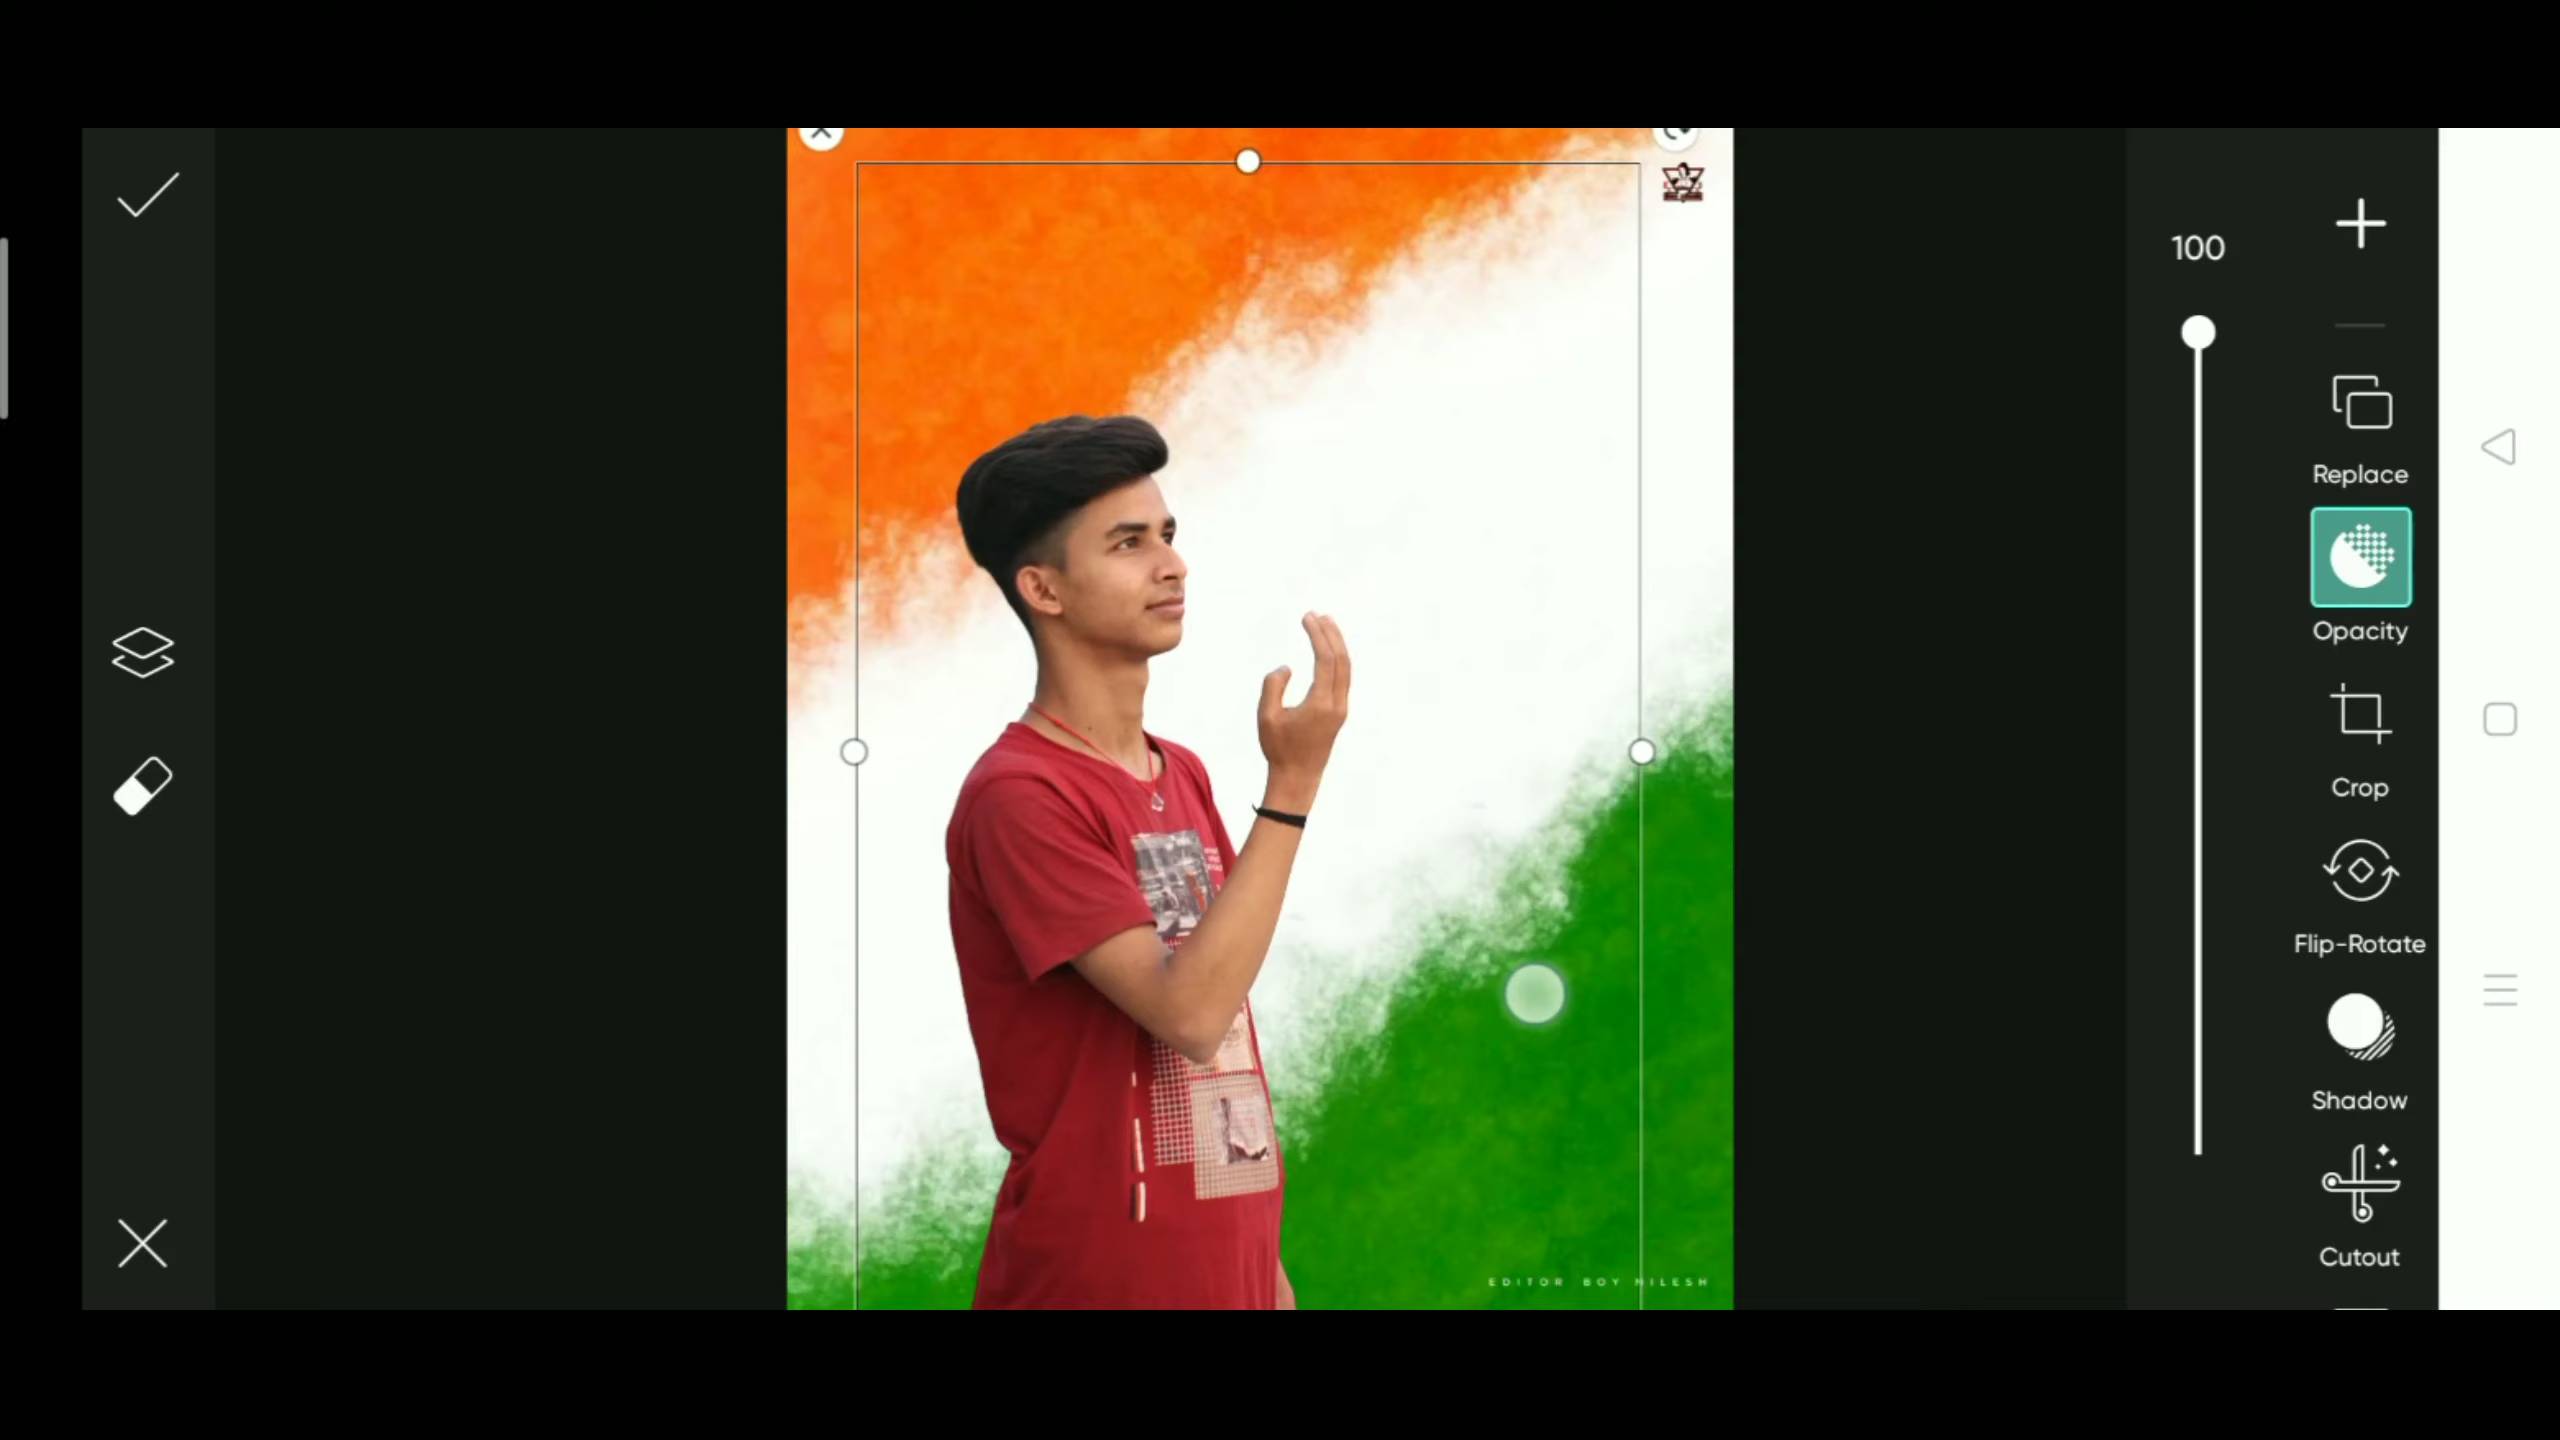 100
Replace
Opacity
Crop
Flip-Rotate
Shadow
Cutout
EDITOR BOY NILESH